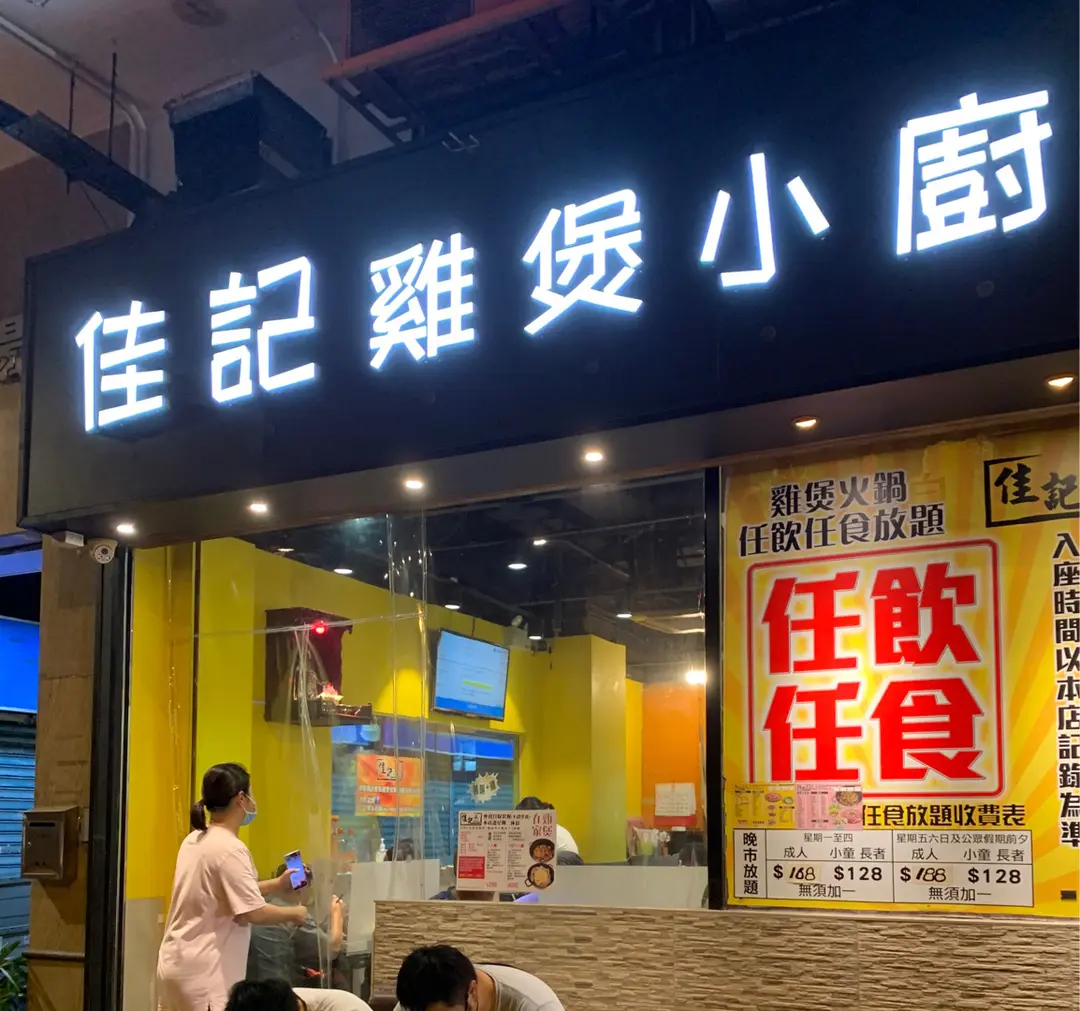 佳記雞煲小廚
雞煲火鍋
任飲任食放題
佳記
任飲
任食
入座時間以本店記錄為準
任食放題收費表
晚市放題
星期一至四
星期五六日及公眾假期前夕
成人 小童 長者
成人 小童 長者
$168 $128
$188 $128
無須加一
無須加一